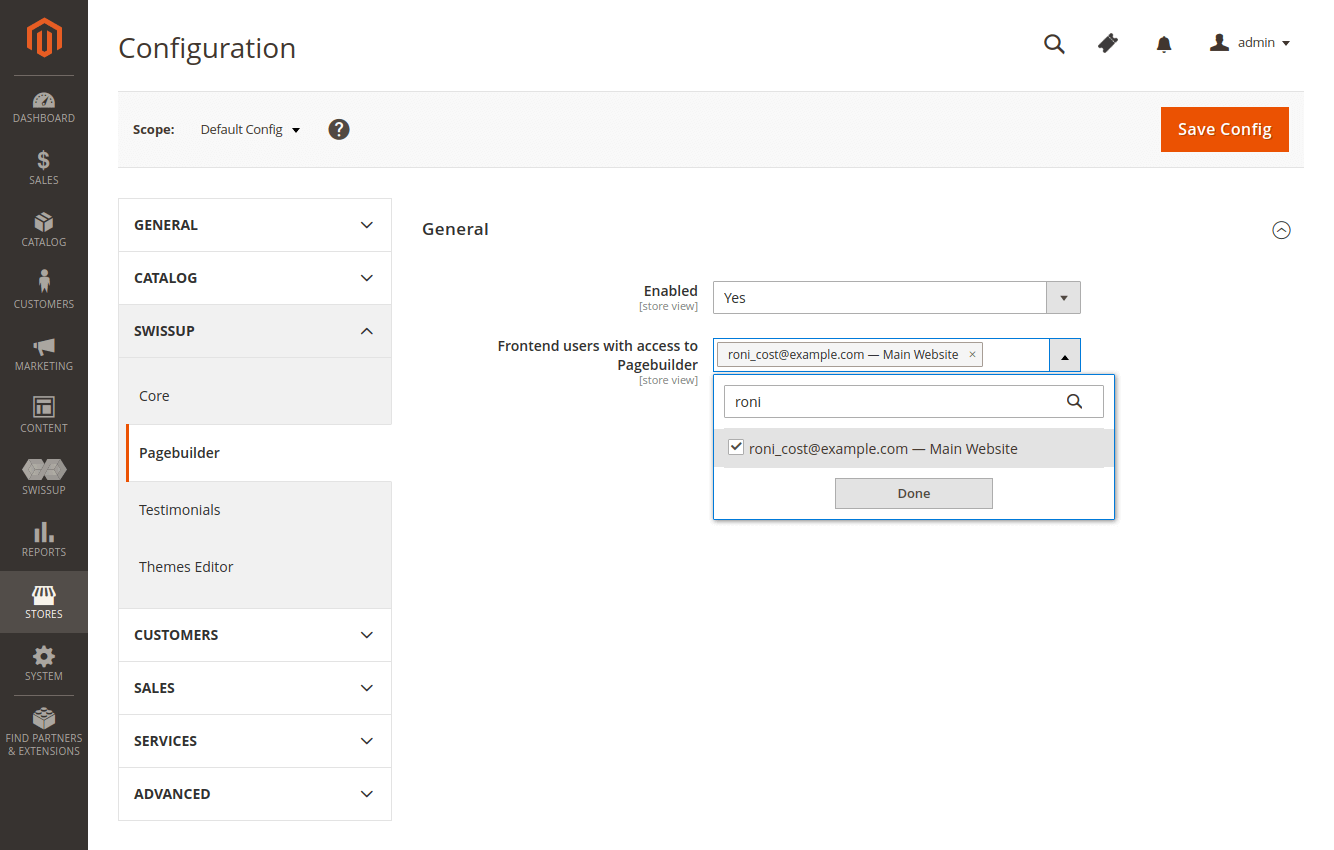 Configuration
admin
Scope:
Default Config
?
Save Config
DASHBOARD
SALES
CATALOG
CUSTOMERS
MARKETING
CONTENT
SWISSUP
REPORTS
STORES
SYSTEM
FIND PARTNERS
& EXTENSIONS
GENERAL
CATALOG
SWISSUP
Core
Pagebuilder
Testimonials
Themes Editor
CUSTOMERS
SALES
SERVICES
ADVANCED
General
Enabled
[store view]
Yes
Frontend users with access to
Pagebuilder
[store view]
roni_cost@example.com — Main Website ×
roni
roni_cost@example.com — Main Website
Done